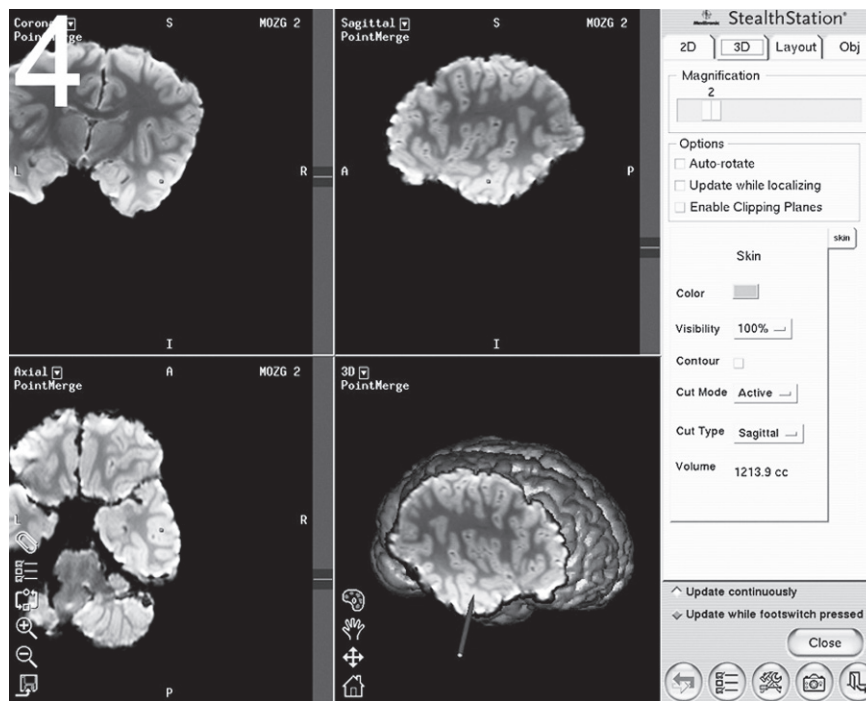 4
Coronal
PointMerge
S
MOZG 2
L
R
I
Sagittal
PointMerge
S
MOZG 2
A
P
I
Axial
PointMerge
A
MOZG 2
L
R
P
3D
PointMerge
MOZG 2
StealthStation®
2D 3D Layout Obj
Magnification
2
Options
Auto-rotate
Update while localizing
Enable Clipping Planes
skin
Skin
Color
Visibility 100%
Contour
Cut Mode Active
Cut Type Sagittal
Volume 1213.9 cc
Update continuously
Update while footswitch pressed
Close